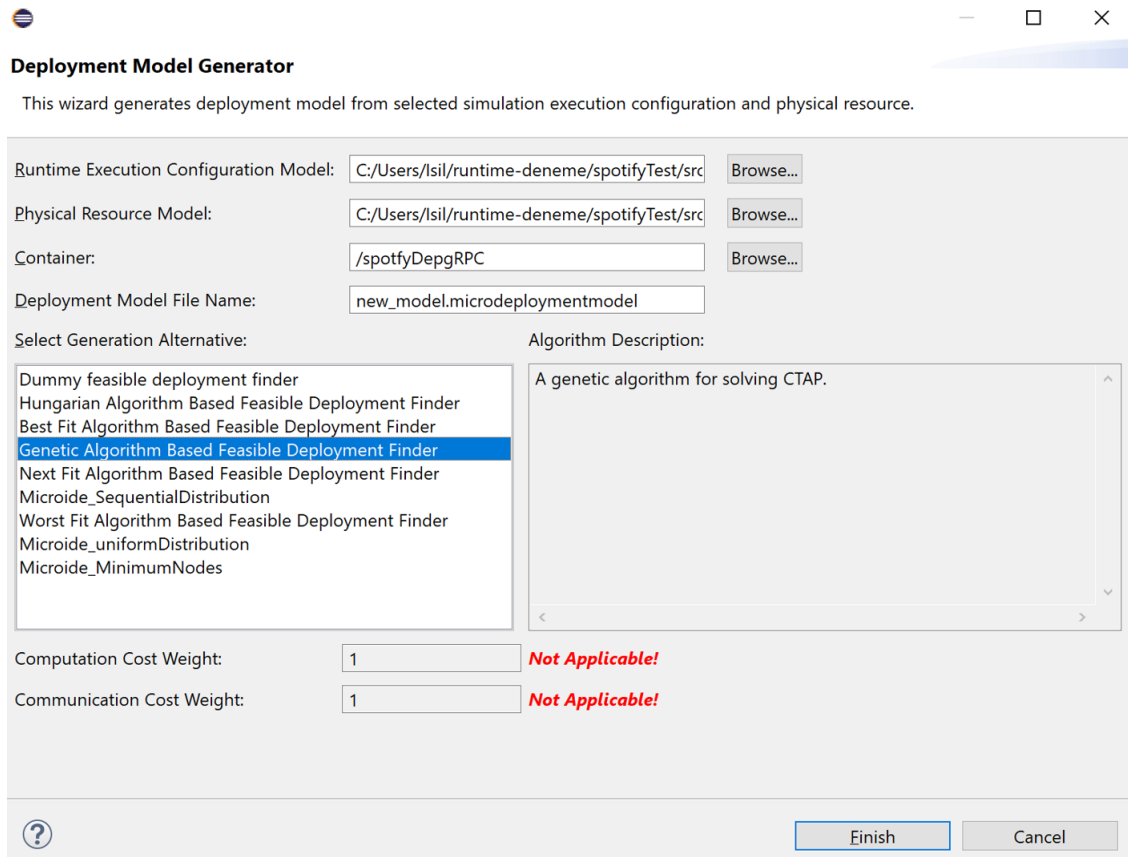 Deployment Model Generator
This wizard generates deployment model from selected simulation execution configuration and physical resource.
Runtime Execution Configuration Model: C:/Users/Isil/runtime-deneme/spotifyTest/src Browse...
Physical Resource Model: C:/Users/Isil/runtime-deneme/spotifyTest/src Browse...
Container: /spotfyDepgRPC Browse...
Deployment Model File Name: new_model.microdeploymentmodel
Select Generation Alternative: Algorithm Description:
Dummy feasible deployment finder A genetic algorithm for solving CTAP.
Hungarian Algorithm Based Feasible Deployment Finder
Best Fit Algorithm Based Feasible Deployment Finder
Genetic Algorithm Based Feasible Deployment Finder
Next Fit Algorithm Based Feasible Deployment Finder
Microide_SequentialDistribution
Worst Fit Algorithm Based Feasible Deployment Finder
Microide_uniformDistribution
Microide_MinimumNodes
Computation Cost Weight: 1 Not Applicable!
Communication Cost Weight: 1 Not Applicable!
? Finish Cancel